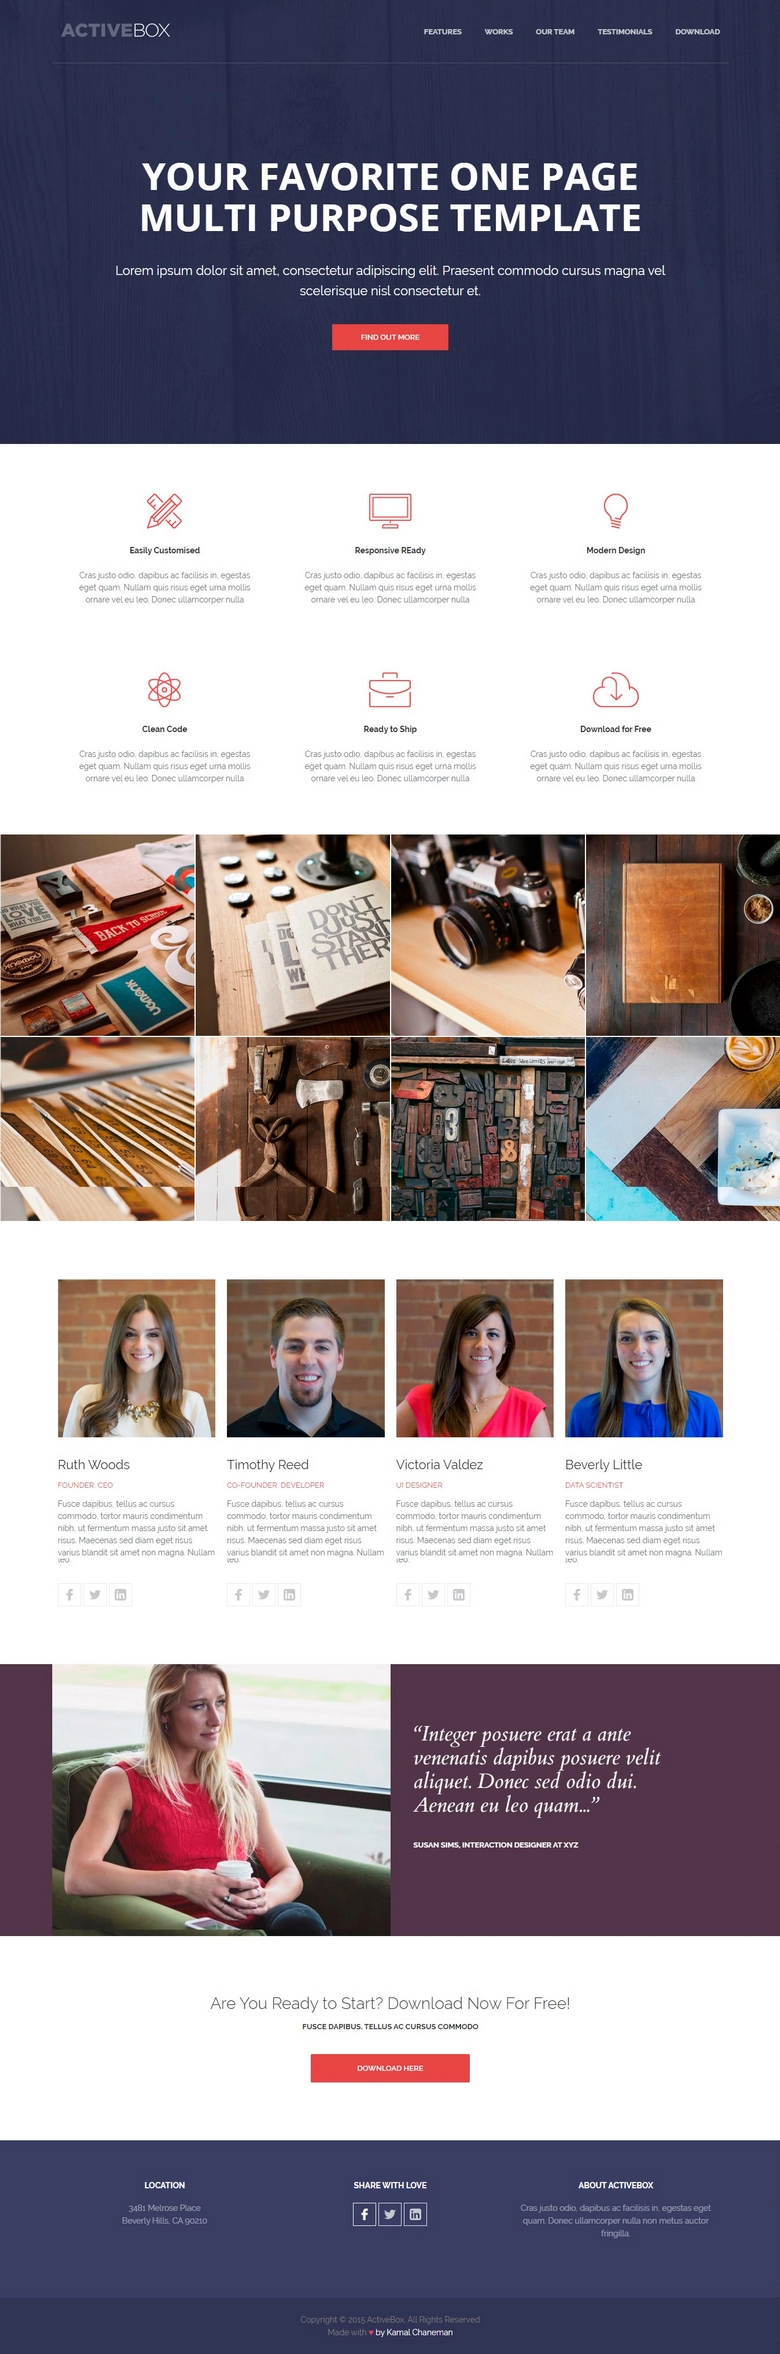 ACTIVEBOX
FEATURES WORKS OUR TEAM TESTIMONIALS DOWNLOAD
YOUR FAVORITE ONE PAGE
MULTI PURPOSE TEMPLATE
Lorem ipsum dolor sit amet, consectetur adipiscing elit. Praesent commodo cursus magna vel
scelerisque nisl consectetur et.
FIND OUT MORE
Easily Customised
Cras justo odio, dapibus ac facilisis in, egestas
eget quam. Nullam quis risus eget urna mollis
ornare vel eu leo. Donec ullamcorper nulla
Responsive REady
Cras justo odio, dapibus ac facilisis in, egestas
eget quam. Nullam quis risus eget urna mollis
ornare vel eu leo. Donec ullamcorper nulla
Modern Design
Cras justo odio, dapibus ac facilisis in, egestas
eget quam. Nullam quis risus eget urna mollis
ornare vel eu leo. Donec ullamcorper nulla
Clean Code
Cras justo odio, dapibus ac facilisis in, egestas
eget quam. Nullam quis risus eget urna mollis
ornare vel eu leo. Donec ullamcorper nulla
Ready to Ship
Cras justo odio, dapibus ac facilisis in, egestas
eget quam. Nullam quis risus eget urna mollis
ornare vel eu leo. Donec ullamcorper nulla
Download for Free
Cras justo odio, dapibus ac facilisis in, egestas
eget quam. Nullam quis risus eget urna mollis
ornare vel eu leo. Donec ullamcorper nulla
WHAT YOU
LOVE
WHAT YOU DO
BACK TO SCHOOL
DON'T
JUST
STAND
THER
Ruth Woods
FOUNDER, CEO
Fusce dapibus, tellus ac cursus
commodo, tortor mauris condimentum
nibh, ut fermentum massa justo sit amet
risus. Maecenas sed diam eget risus
varius blandit sit amet non magna. Nullam
leo.
Timothy Reed
CO-FOUNDER, DEVELOPER
Fusce dapibus, tellus ac cursus
commodo, tortor mauris condimentum
nibh, ut fermentum massa justo sit amet
risus. Maecenas sed diam eget risus
varius blandit sit amet non magna. Nullam
leo.
Victoria Valdez
UI DESIGNER
Fusce dapibus, tellus ac cursus
commodo, tortor mauris condimentum
nibh, ut fermentum massa justo sit amet
risus. Maecenas sed diam eget risus
varius blandit sit amet non magna. Nullam
leo.
Beverly Little
DATA SCIENTIST
Fusce dapibus, tellus ac cursus
commodo, tortor mauris condimentum
nibh, ut fermentum massa justo sit amet
risus. Maecenas sed diam eget risus
varius blandit sit amet non magna. Nullam
leo.
“Integer posuere erat a ante
venenatis dapibus posuere velit
aliquet. Donec sed odio dui.
Aenean eu leo quam...”
SUSAN SIMS, INTERACTION DESIGNER AT XYZ
Are You Ready to Start? Download Now For Free!
FUSCE DAPIBUS, TELLUS AC CURSUS COMMODO
DOWNLOAD HERE
LOCATION
3481 Melrose Place
Beverly Hills, CA 90210
SHARE WITH LOVE
ABOUT ACTIVEBOX
Cras justo odio, dapibus ac facilisis in, egestas eget
quam. Donec ullamcorper nulla non metus auctor
fringilla.
Copyright © 2015 ActiveBox. All Rights Reserved
Made with ♥ by Kamal Chaneman